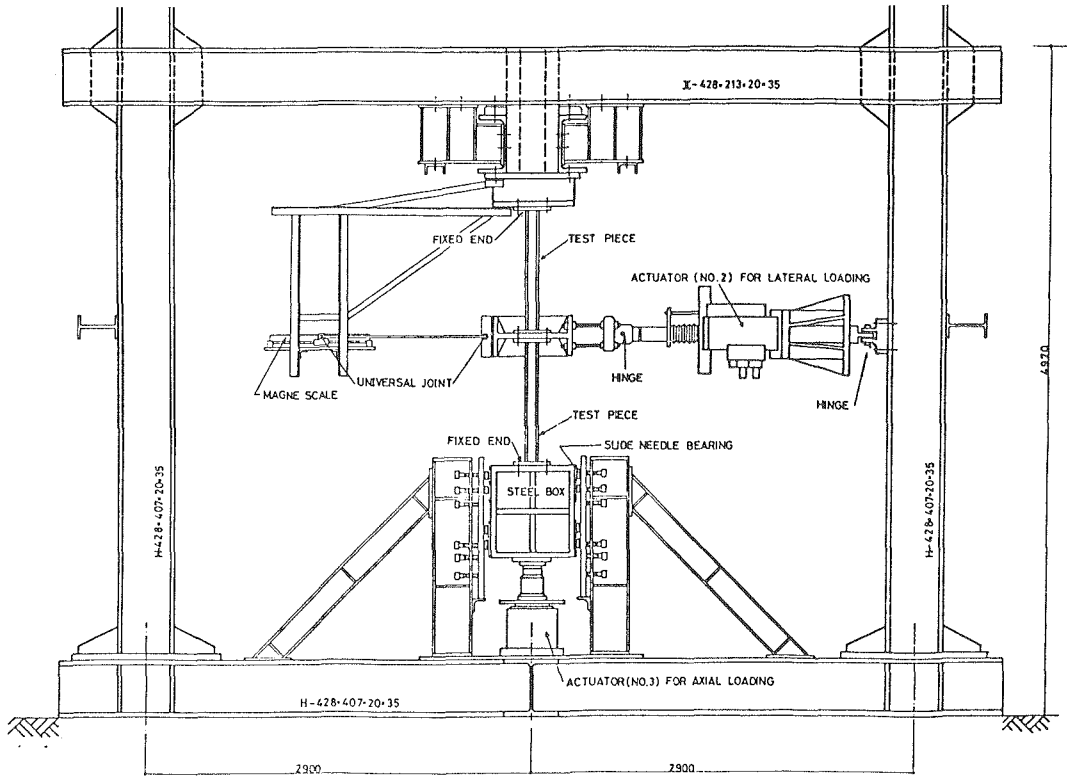 ][-428•213•20•35
FIXED END
TEST PIECE
ACTUATOR (NO.2) FOR LATERAL LOADING
UNIVERSAL JOINT
MAGNE SCALE
HINGE
HINGE
4970
TEST PIECE
FIXED END
SLIDE NEEDLE BEARING
STEEL BOX
H-428•407•20•35
H-428•407•20•35
ACTUATOR (NO.3) FOR AXIAL LOADING
H-428•407•20•35
2900
2900